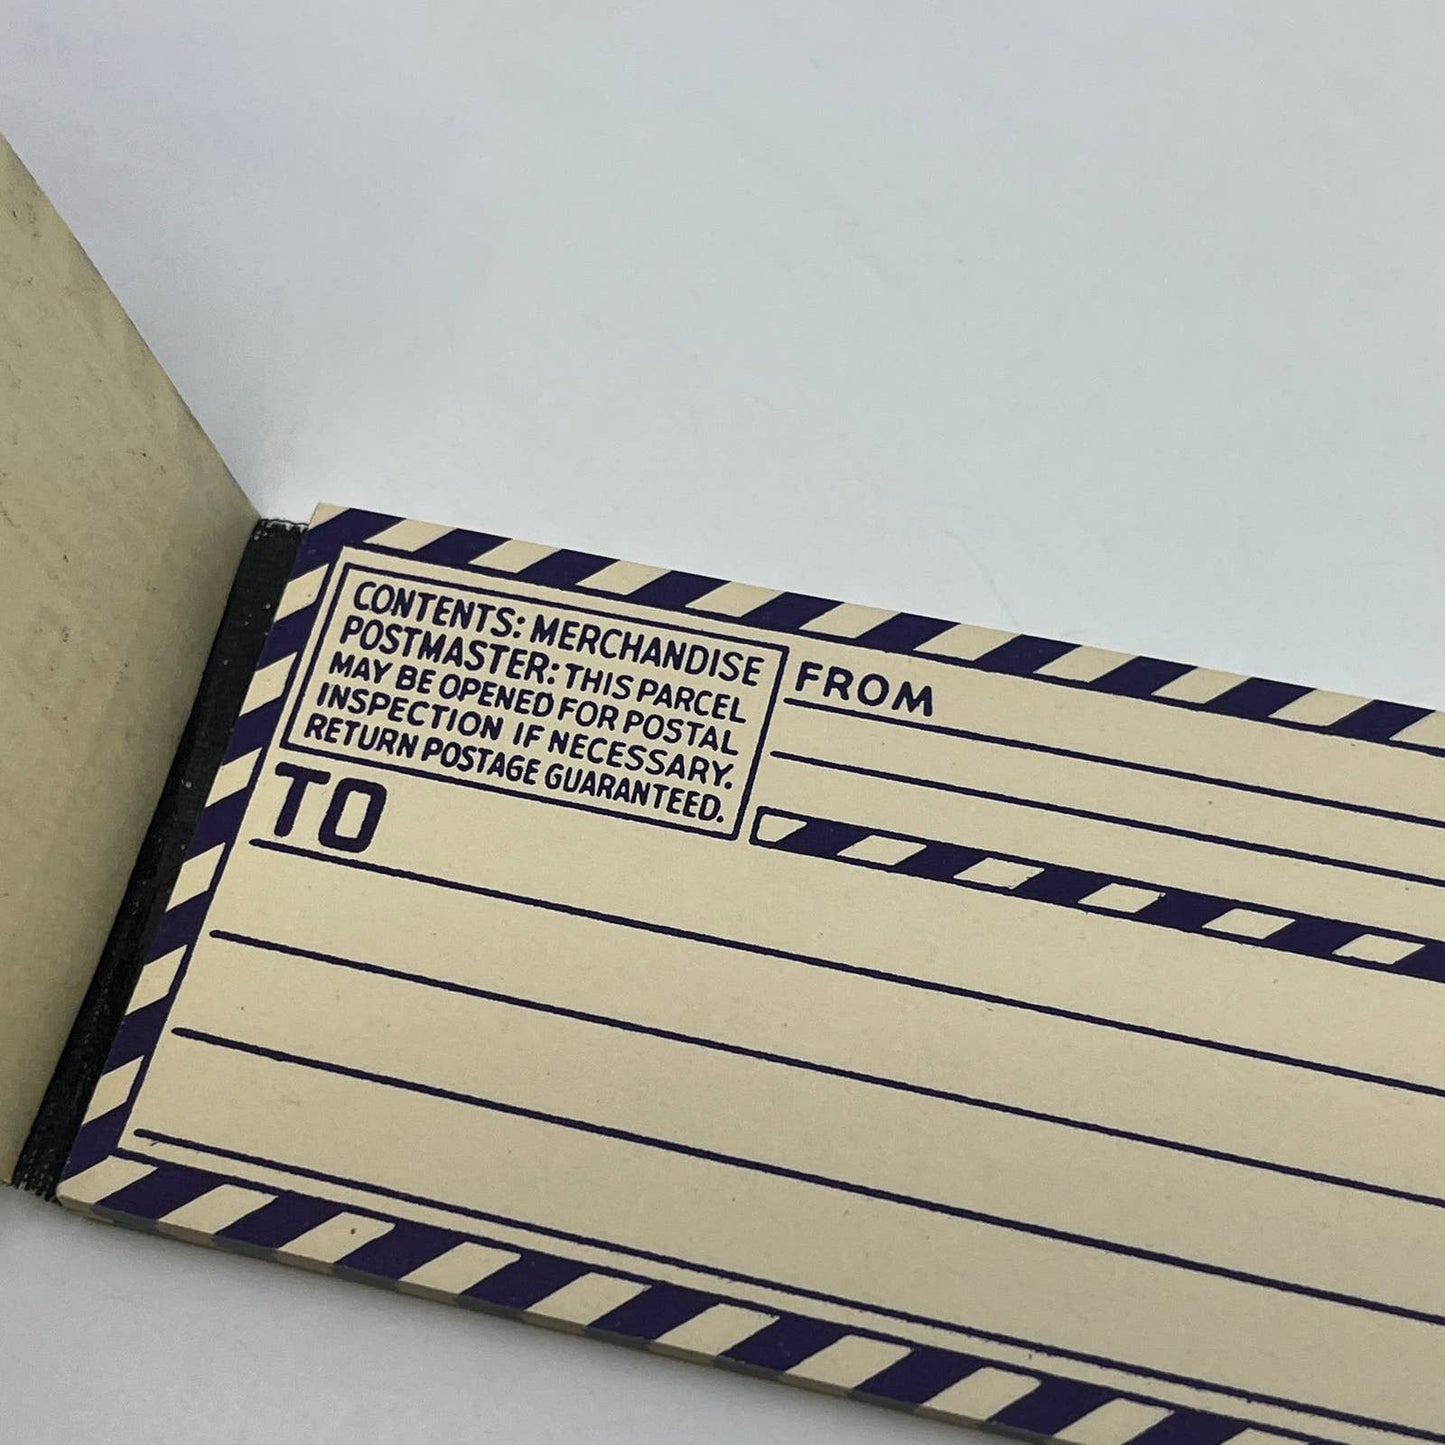 CONTENTS: MERCHANDISE
POSTMASTER: THIS PARCEL
MAY BE OPENED FOR POSTAL
INSPECTION IF NECESSARY.
RETURN POSTAGE GUARANTEED.
FROM
TO